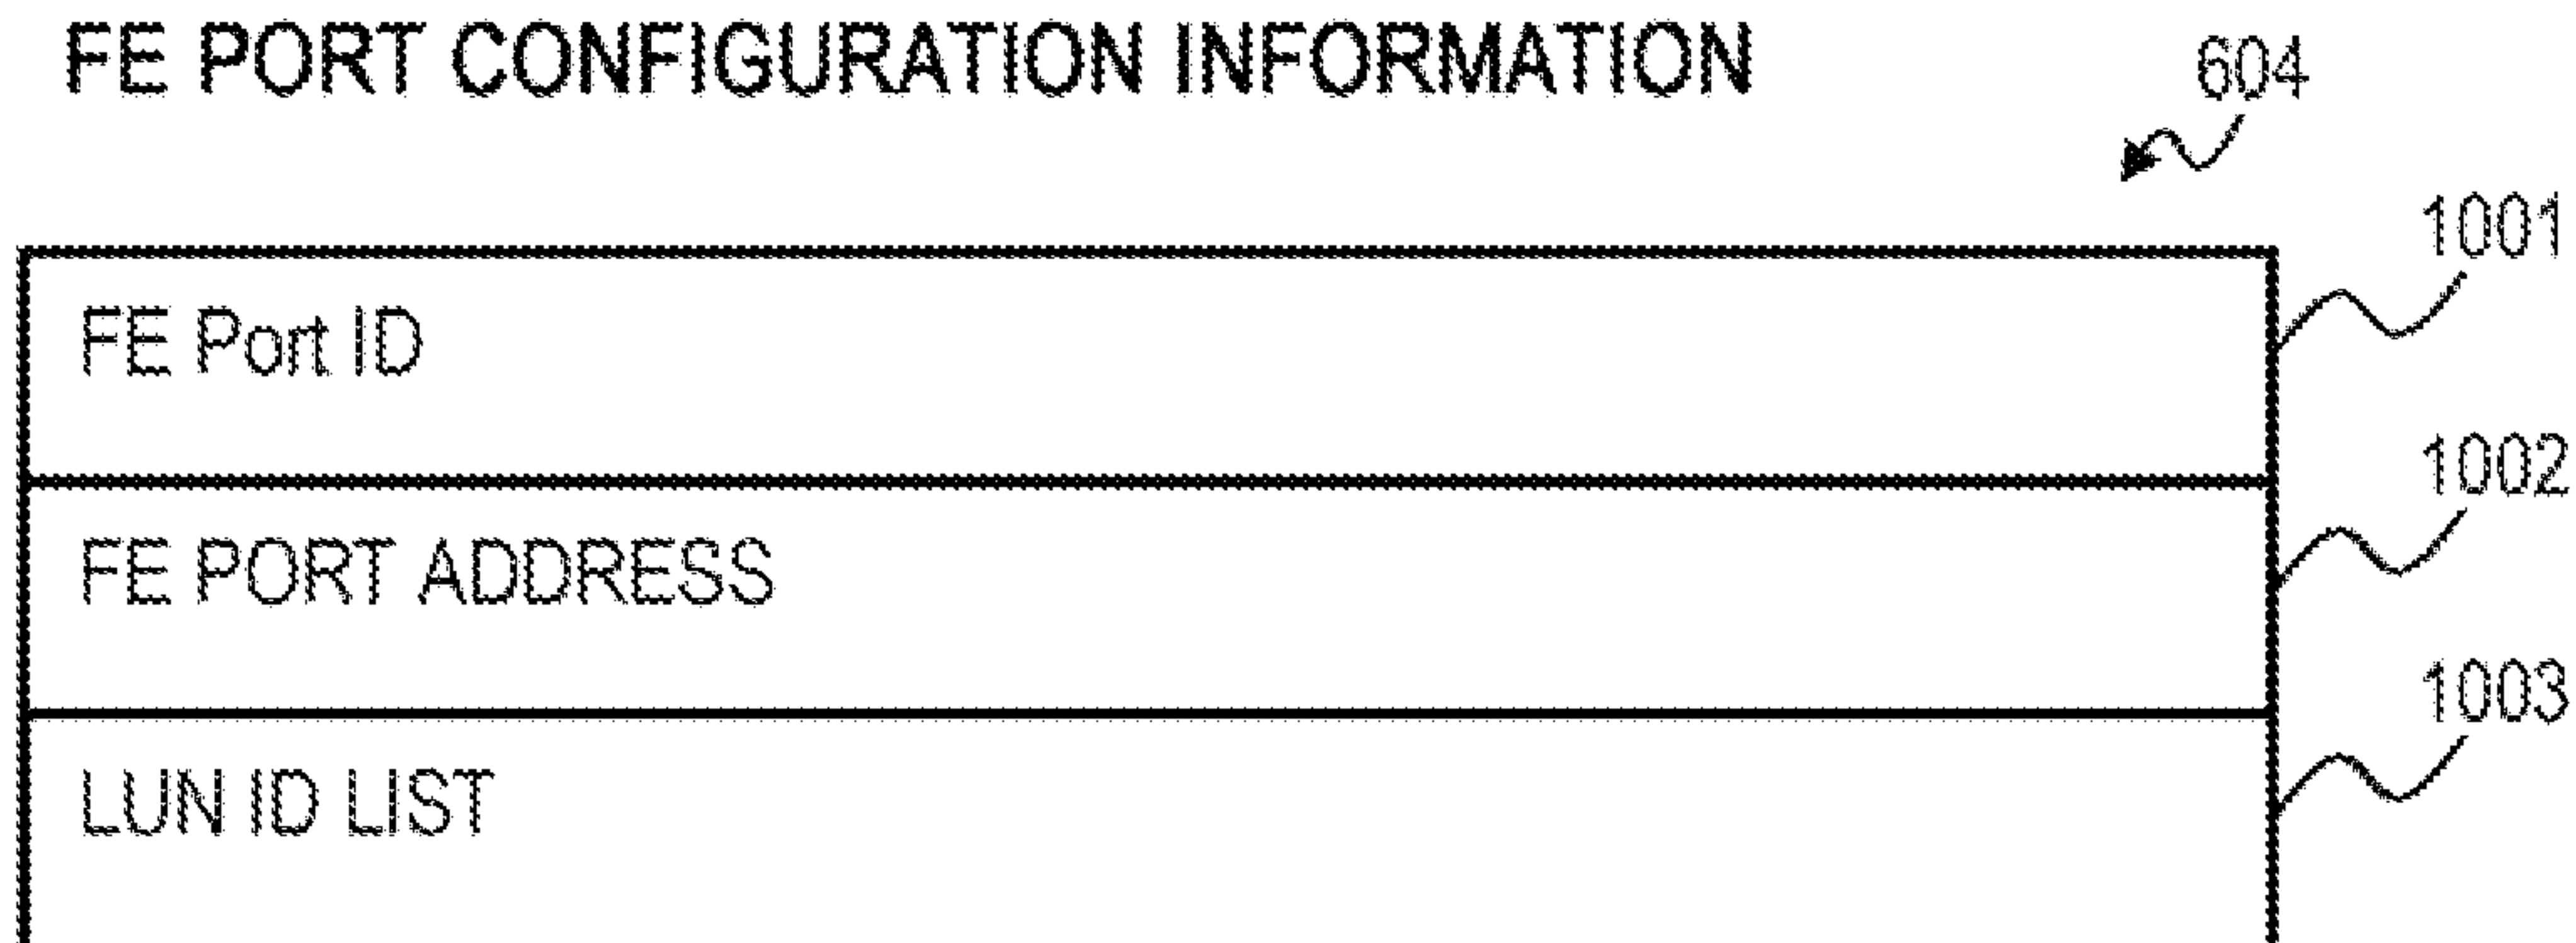 FE PORT CONFIGURATION INFORMATION
604
1001
FE Port ID
1002
FE PORT ADDRESS
1003
LUN ID LIST